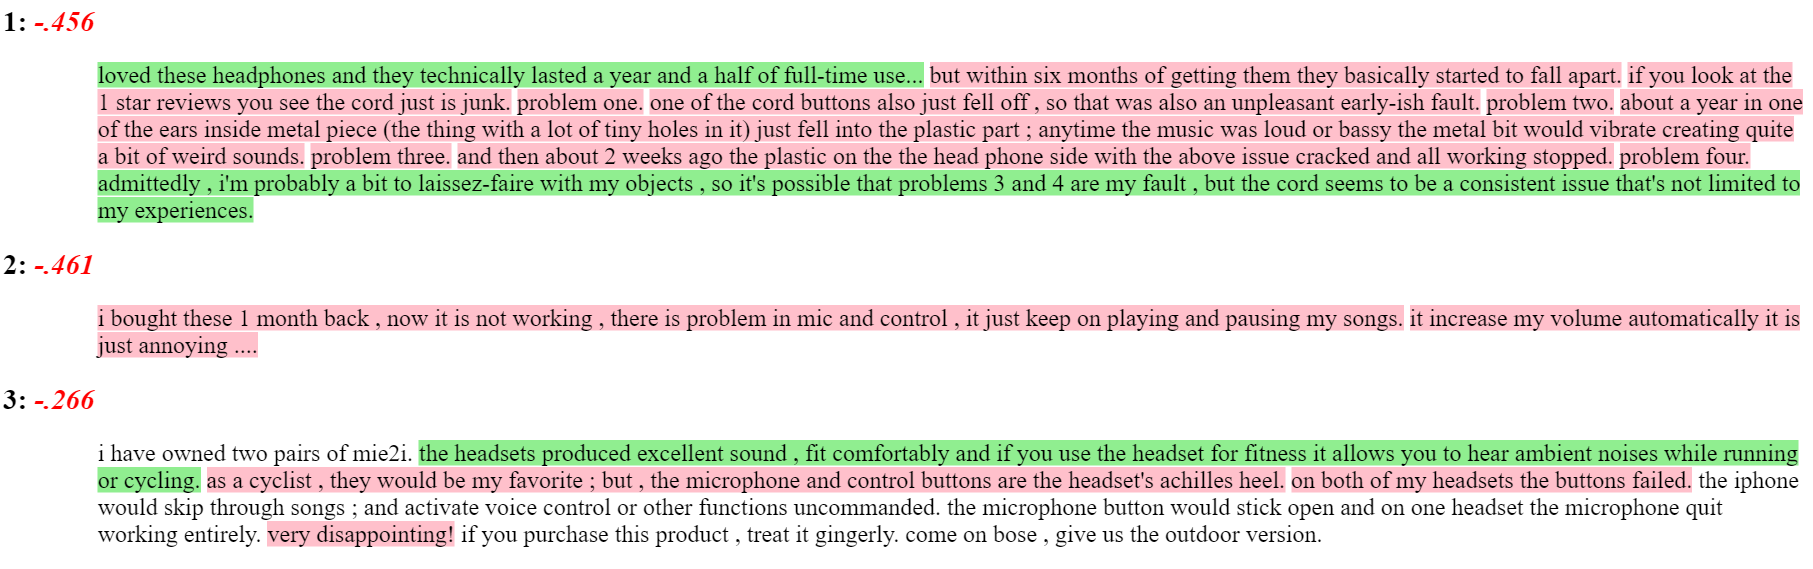 1: -.456
loved these headphones and they technically lasted a year and a half of full-time use... but within six months of getting them they basically started to fall apart. if you look at the
1 star reviews you see the cord just is junk. problem one. one of the cord buttons also just fell off , so that was also an unpleasant early-ish fault. problem two. about a year in one
of the ears inside metal piece (the thing with a lot of tiny holes in it) just fell into the plastic part ; anytime the music was loud or bassy the metal bit would vibrate creating quite
a bit of weird sounds. problem three. and then about 2 weeks ago the plastic on the the head phone side with the above issue cracked and all working stopped. problem four.
admittedly , i'm probably a bit to laissez-faire with my objects , so it's possible that problems 3 and 4 are my fault , but the cord seems to be a consistent issue that's not limited to
my experiences.
2: -.461
i bought these 1 month back , now it is not working , there is problem in mic and control , it just keep on playing and pausing my songs. it increase my volume automatically it is
just annoying ....
3: -.266
i have owned two pairs of mie2i. the headsets produced excellent sound , fit comfortably and if you use the headset for fitness it allows you to hear ambient noises while running
or cycling. as a cyclist , they would be my favorite ; but , the microphone and control buttons are the headset's achilles heel. on both of my headsets the buttons failed. the iphone
would skip through songs ; and activate voice control or other functions uncommanded. the microphone button would stick open and on one headset the microphone quit
working entirely. very disappointing! if you purchase this product , treat it gingerly. come on bose , give us the outdoor version.